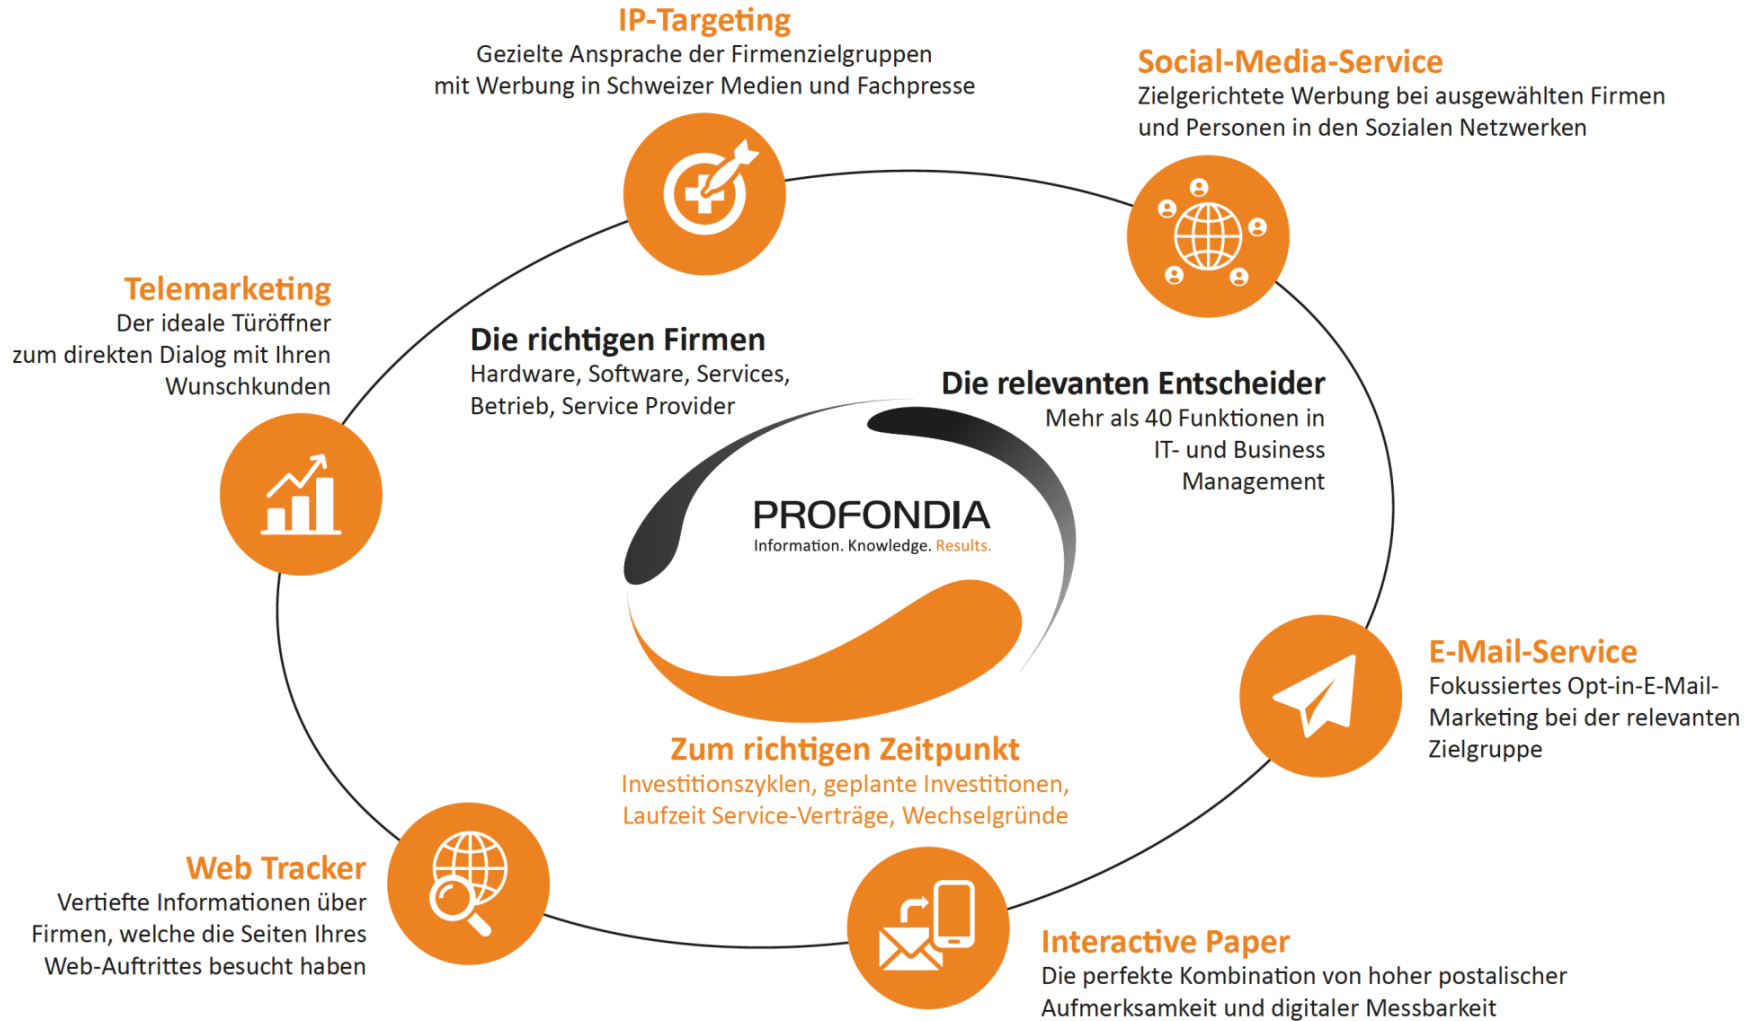 IP-Targeting
Gezielte Ansprache der Firmenzielgruppen
mit Werbung in Schweizer Medien und Fachpresse
Social-Media-Service
Zielgerichtete Werbung bei ausgewählten Firmen
und Personen in den Sozialen Netzwerken
Telemarketing
Der ideale Türöffner
zum direkten Dialog mit Ihren
Wunschkunden
Die richtigen Firmen
Hardware, Software, Services,
Betrieb, Service Provider
Die relevanten Entscheider
Mehr als 40 Funktionen in
IT- und Business
Management
PROFONDIA
Information. Knowledge. Results.
E-Mail-Service
Fokussiertes Opt-in-E-Mail-
Marketing bei der relevanten
Zielgruppe
Zum richtigen Zeitpunkt
Investitionszyklen, geplante Investitionen,
Laufzeit Service-Verträge, Wechselgründe
Web Tracker
Vertiefte Informationen über
Firmen, welche die Seiten Ihres
Web-Auftrittes besucht haben
Interactive Paper
Die perfekte Kombination von hoher postalischer
Aufmerksamkeit und digitaler Messbarkeit